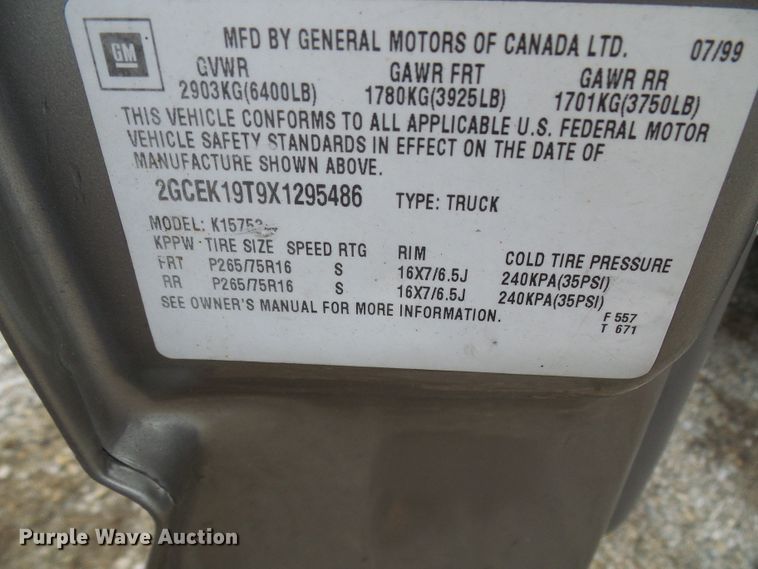 GM
MFD BY GENERAL MOTORS OF CANADA LTD. 07/99
GVWR GAWR FRT GAWR RR
2903KG(6400LB) 1780KG(3925LB) 1701KG(3750LB)
THIS VEHICLE CONFORMS TO ALL APPLICABLE U.S. FEDERAL MOTOR
VEHICLE SAFETY STANDARDS IN EFFECT ON THE DATE OF
MANUFACTURE SHOWN ABOVE.
2GCEK19T9X1295486 TYPE: TRUCK
MODEL:
KPPW TIRE SIZE SPEED RTG RIM COLD TIRE PRESSURE
FRT P265/75R16 S 16X7/6.5J 240KPA(35PSI)
RR P265/75R16 S 16X7/6.5J 240KPA(35PSI)
SEE OWNER'S MANUAL FOR MORE INFORMATION.
F 557
T 671
Purple Wave Auction